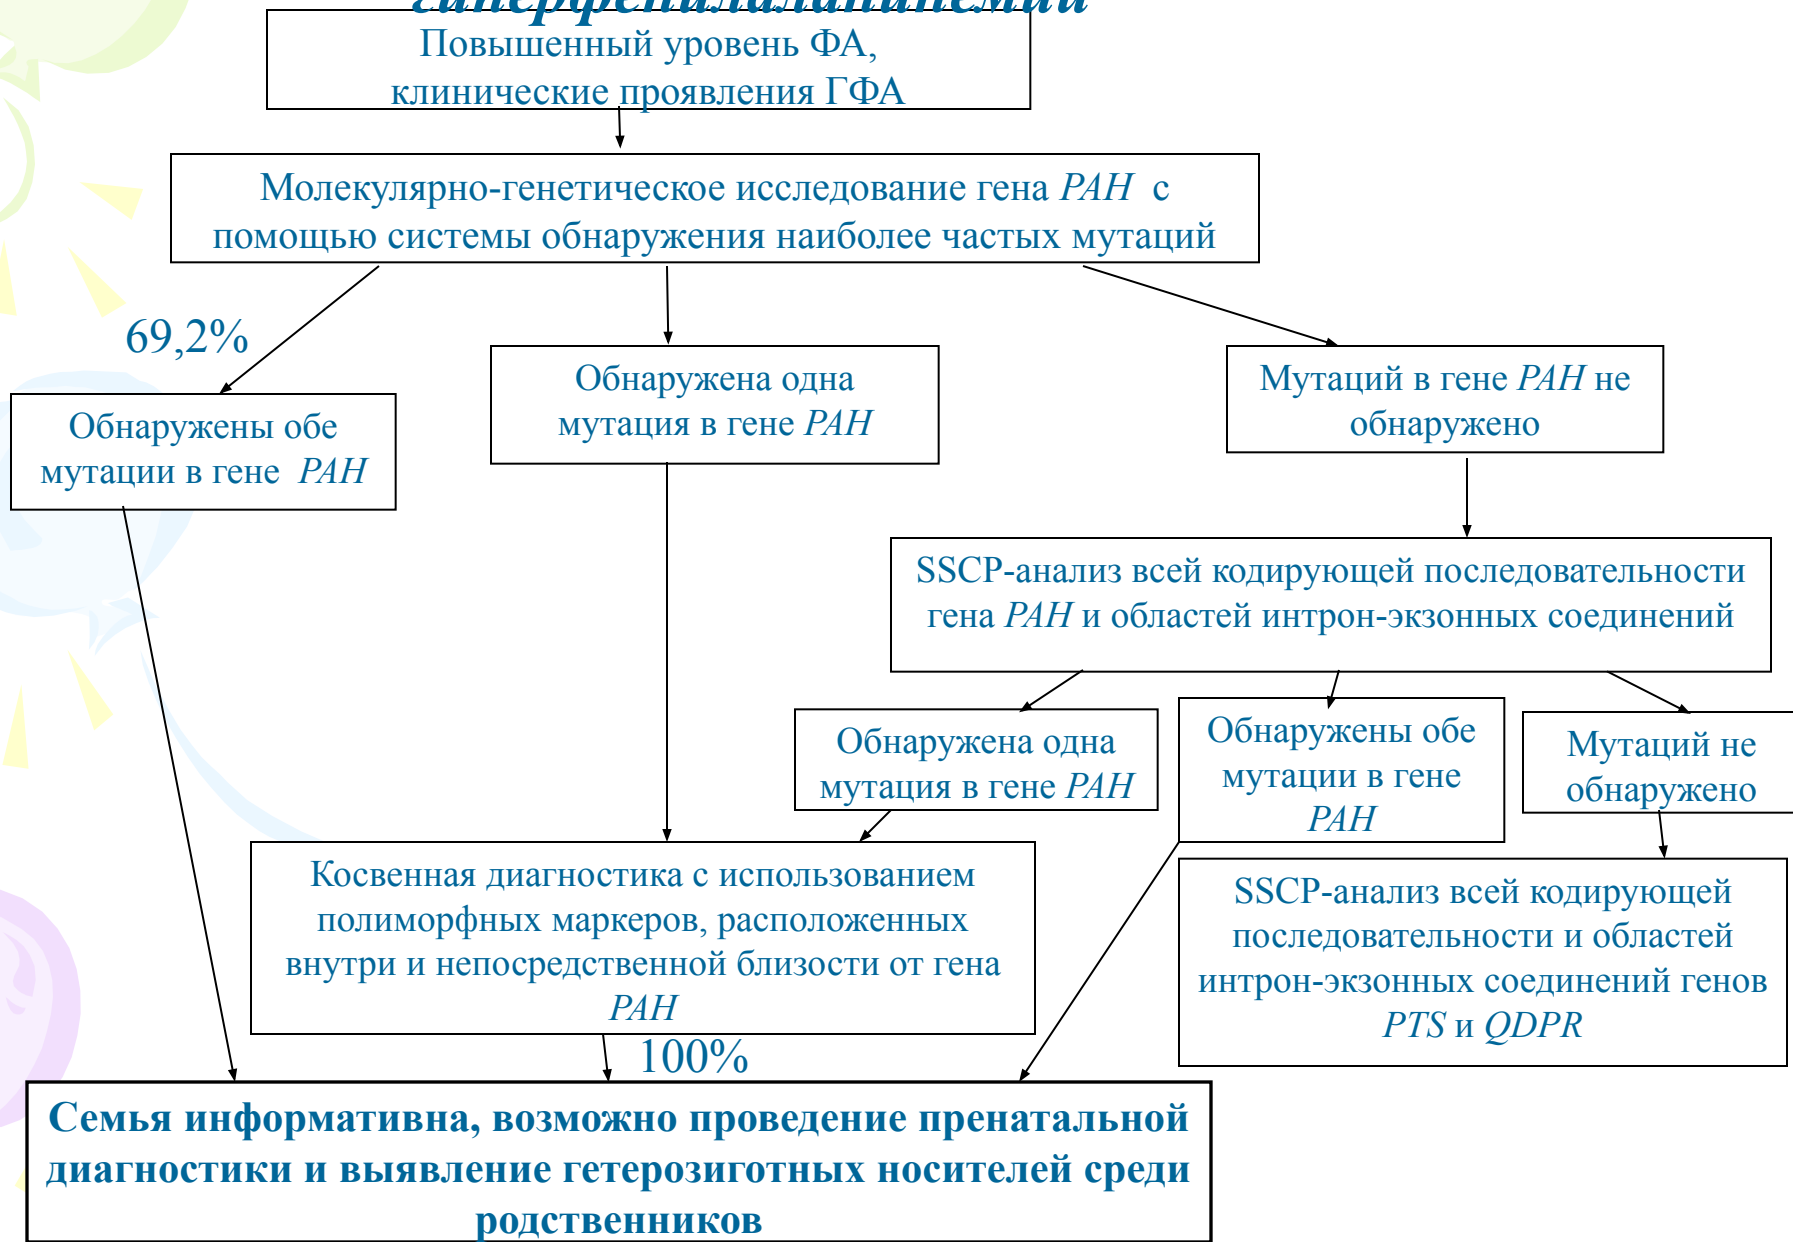 гиперфенилаланинемии
Повышенный уровень ФА,
клинические проявления ГФА
Молекулярно-генетическое исследование гена PAH с
помощью системы обнаружения наиболее частых мутаций
69,2%
Обнаружены обе
мутации в гене PAH
Обнаружена одна
мутация в гене PAH
Мутаций в гене PAH не
обнаружено
SSCP-анализ всей кодирующей последовательности
гена PAH и областей интрон-экзонных соединений
Обнаружена одна
мутация в гене PAH
Обнаружены обе
мутации в гене
PAH
Мутаций не
обнаружено
Косвенная диагностика с использованием
полиморфных маркеров, расположенных
внутри и непосредственной близости от гена
PAH
SSCP-анализ всей кодирующей
последовательности и областей
интрон-экзонных соединений генов
PTS и QDPR
100%
Семья информативна, возможно проведение пренатальной
диагностики и выявление гетерозиготных носителей среди
родственников